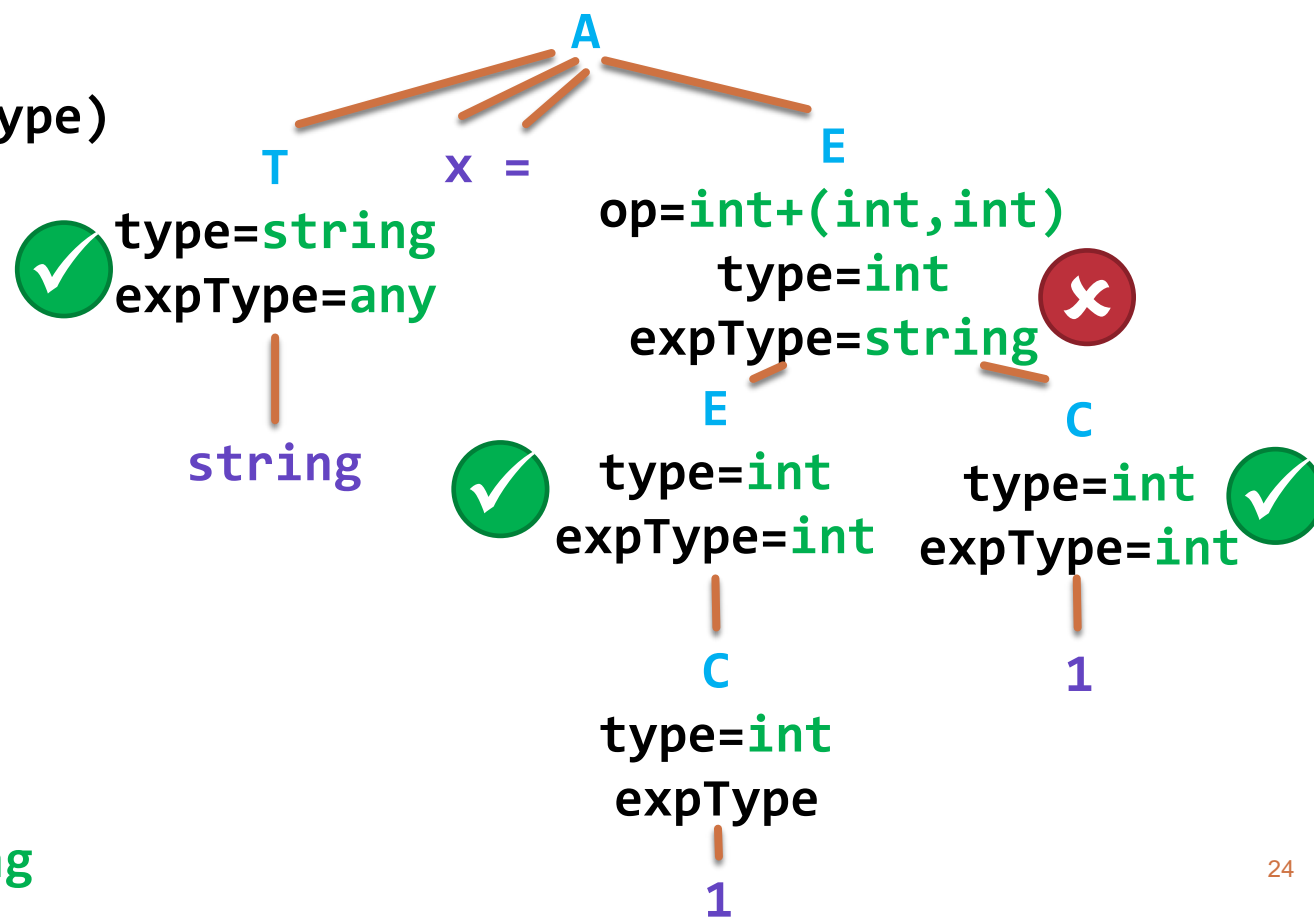 A
ype)
T
x =
E
type=string
expType=any
op=int+(int,int)
type=int
expType=string
string
E
type=int
expType=int
C
type=int
expType=int
C
type=int
expType
1
1
g
24